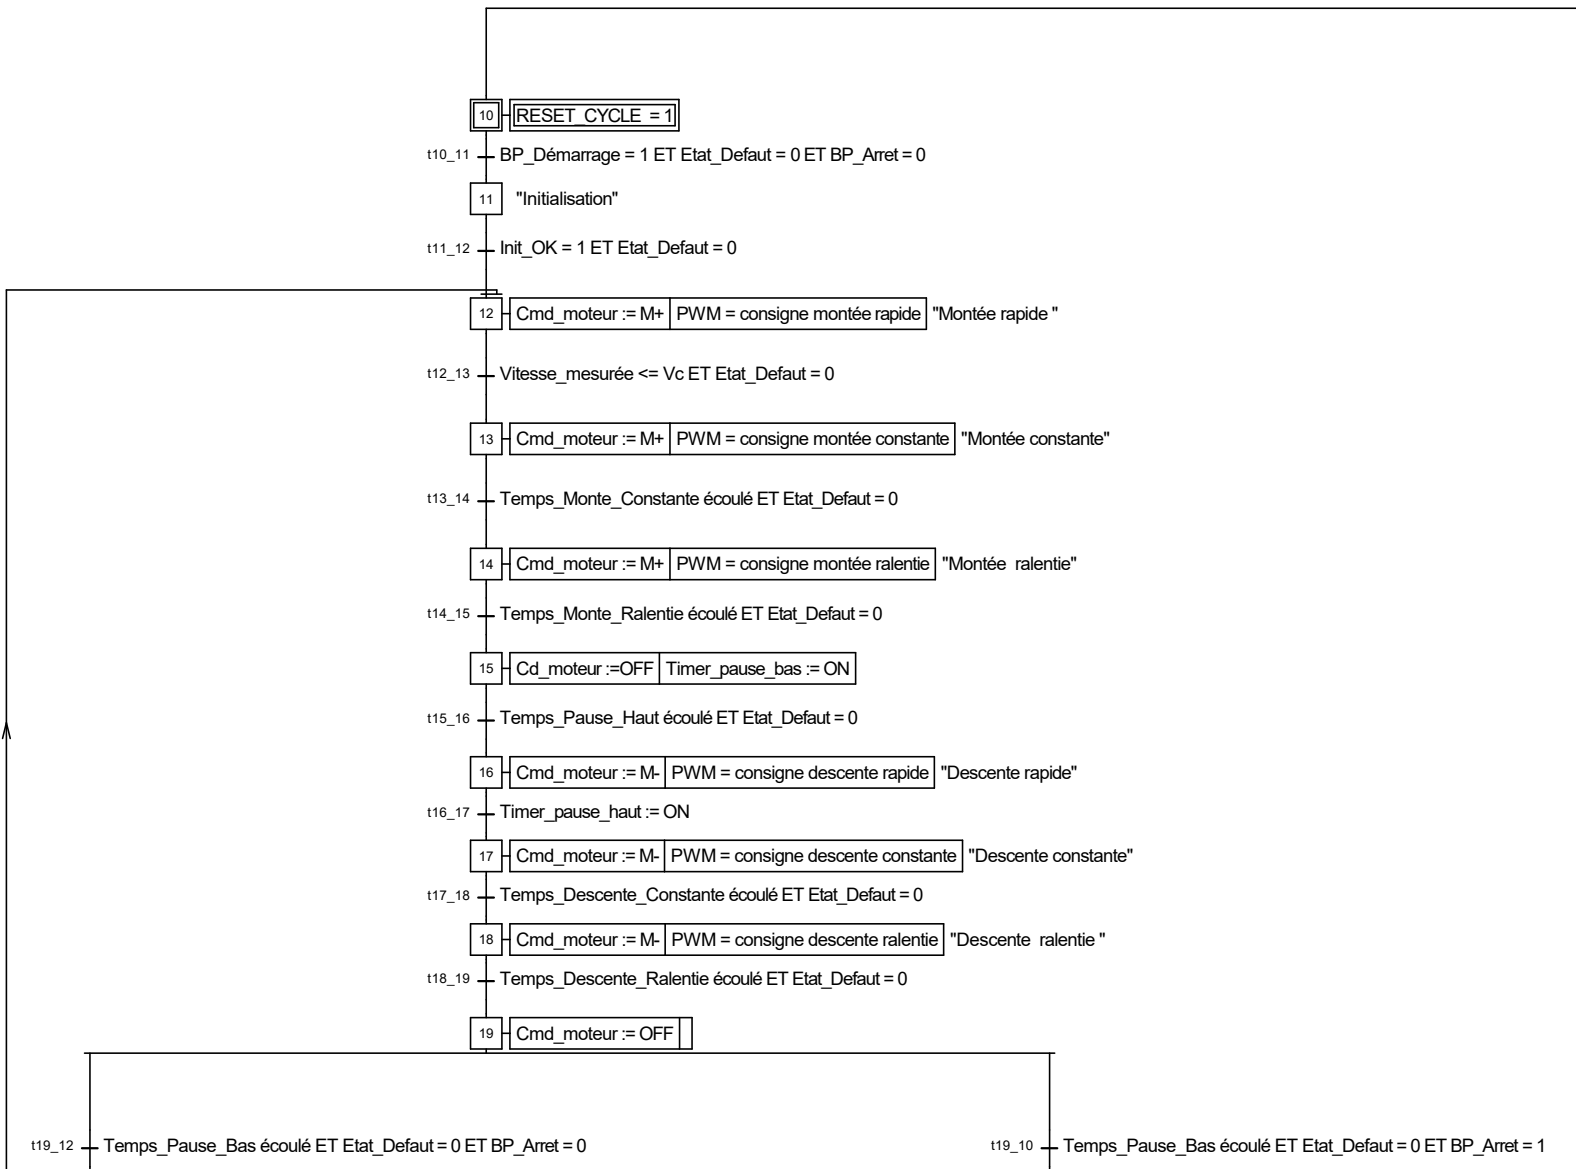 10 RESET_CYCLE = 1
t10_11 BP_Démarrage = 1 ET Etat_Defaut = 0 ET BP_Arret = 0
11 "Initialisation"
t11_12 Init_OK = 1 ET Etat_Defaut = 0
12 Cmd_moteur := M+ PWM = consigne montée rapide "Montée rapide "
t12_13 Vitesse_mesurée <= Vc ET Etat_Defaut = 0
13 Cmd_moteur := M+ PWM = consigne montée constante "Montée constante"
t13_14 Temps_Monte_Constante écoulé ET Etat_Defaut = 0
14 Cmd_moteur := M+ PWM = consigne montée ralentie "Montée  ralentie"
t14_15 Temps_Monte_Ralentie écoulé ET Etat_Defaut = 0
15 Cd_moteur :=OFF Timer_pause_bas := ON
t15_16 Temps_Pause_Haut écoulé ET Etat_Defaut = 0
16 Cmd_moteur := M- PWM = consigne descente rapide "Descente rapide"
t16_17 Timer_pause_haut := ON
17 Cmd_moteur := M- PWM = consigne descente constante "Descente constante"
t17_18 Temps_Descente_Constante écoulé ET Etat_Defaut = 0
18 Cmd_moteur := M- PWM = consigne descente ralentie "Descente  ralentie "
t18_19 Temps_Descente_Ralentie écoulé ET Etat_Defaut = 0
19 Cmd_moteur := OFF
t19_12 Temps_Pause_Bas écoulé ET Etat_Defaut = 0 ET BP_Arret = 0
t19_10 Temps_Pause_Bas écoulé ET Etat_Defaut = 0 ET BP_Arret = 1